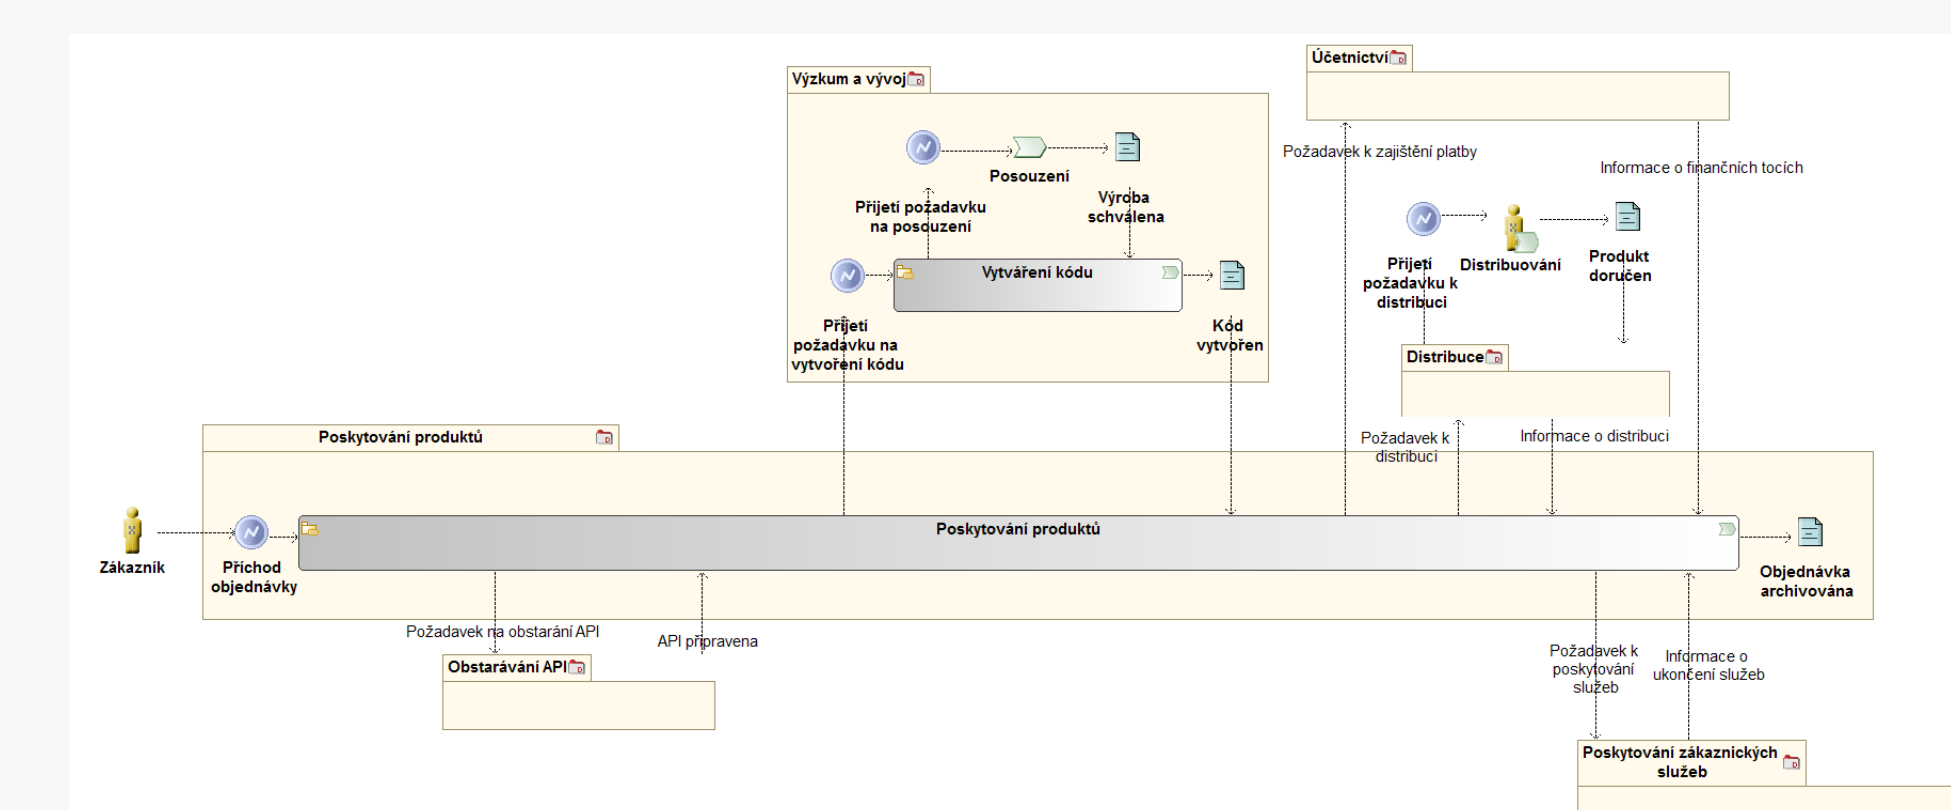 Účetnictví
Výzkum a vývoj
Požadavek k zajištění platby
Informace o finančních tocích
Posouzení
Výroba
schválena
Přijetí požadavku
na posouzení
Vytváření kódu
Přijetí
požadavku k
distribuci
Distribuování
Produkt
doručen
Přijetí
požadavku na
vytvoření kódu
Kód
vytvořen
Distribuce
Poskytování produktů
Požadavek k
distribuci
Informace o distribuci
Poskytování produktů
Zákazník
Příchod
objednávky
Objednávka
archivována
Požadavek na obstarání API
API připravena
Obstarávání API
Požadavek k
poskytování
služeb
Informace o
ukončení služeb
Poskytování zákaznických
služeb